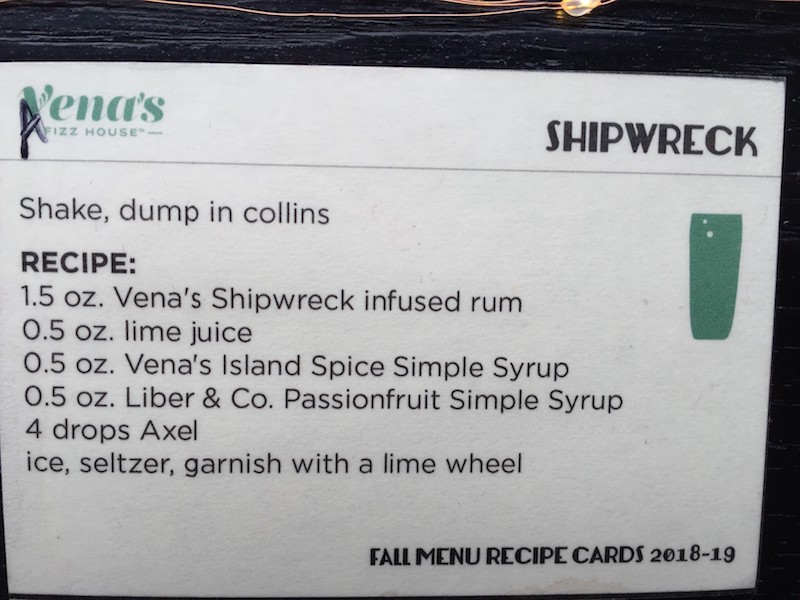 Vena's
FIZZ HOUSE™
SHIPWRECK
Shake, dump in collins
RECIPE:
1.5 oz. Vena's Shipwreck infused rum
0.5 oz. lime juice
0.5 oz. Vena's Island Spice Simple Syrup
0.5 oz. Liber & Co. Passionfruit Simple Syrup
4 drops Axel
ice, seltzer, garnish with a lime wheel
FALL MENU RECIPE CARDS 2018-19